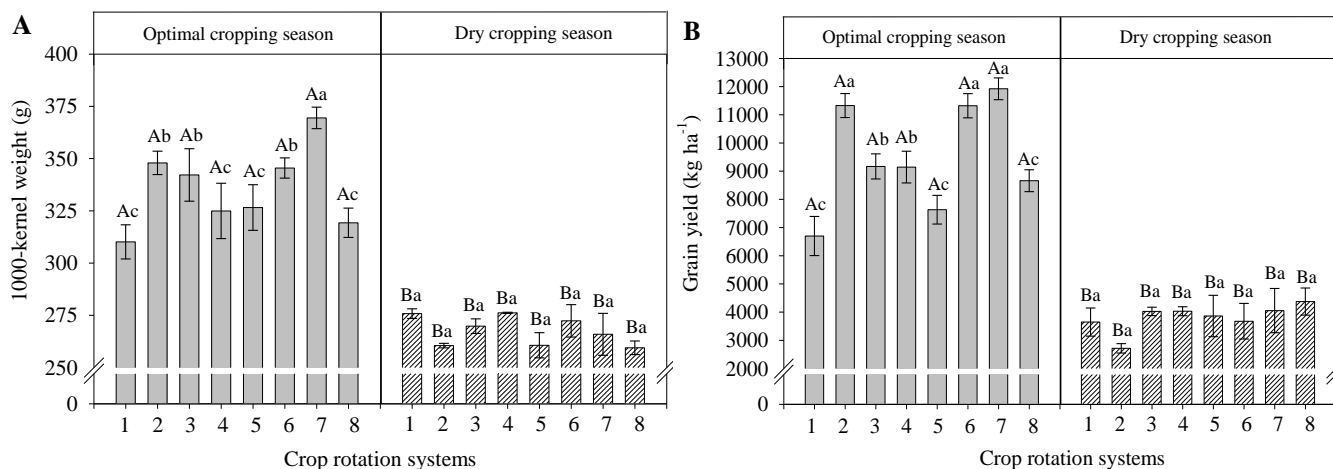 A
Optimal cropping season
Dry cropping season
1000-kernel weight (g)
400
375
350
325
300
275
250
0
Ac
Ab
Ab
Ac
Ac
Ab
Aa
Ac
Ba
Ba
Ba
Ba
Ba
Ba
Ba
Ba
1 2 3 4 5 6 7 8 1 2 3 4 5 6 7 8
Crop rotation systems
B
Optimal cropping season
Dry cropping season
Grain yield (kg ha⁻¹)
13000
12000
11000
10000
9000
8000
7000
6000
5000
4000
3000
2000
0
Ac
Aa
Ab
Ab
Ac
Aa
Aa
Ac
Ba
Ba
Ba
Ba
Ba
Ba
Ba
Ba
1 2 3 4 5 6 7 8 1 2 3 4 5 6 7 8
Crop rotation systems